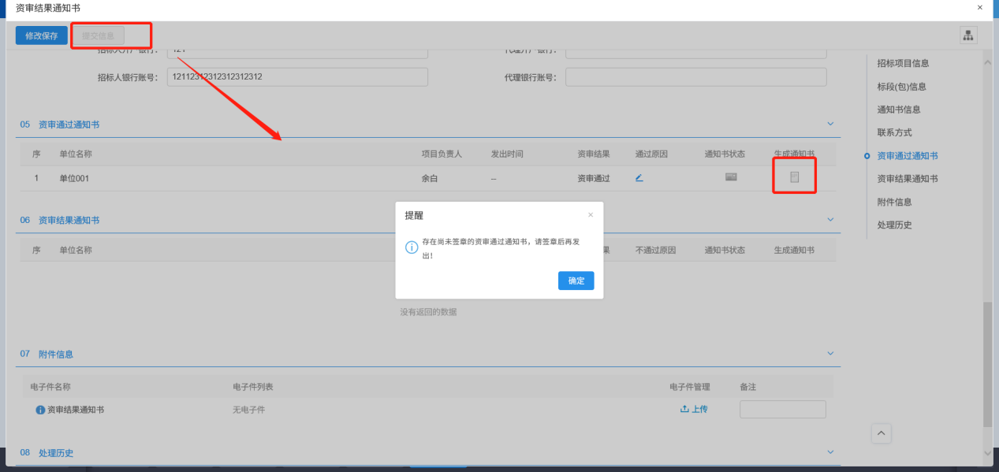 资审结果通知书
修改保存 提交信息
招标人开户银行： 121 代理开户银行：
招标人银行账号： 12112312312312312312 代理银行账号：
招标项目信息
标段(包)信息
通知书信息
联系方式
资审通过通知书
资审结果通知书
附件信息
处理历史
05 资审通过通知书
序 单位名称 项目负责人 发出时间 资审结果 通过原因 通知书状态 生成通知书
1 单位001 余白 -- 资审通过
06 资审结果通知书
序 单位名称 果 不通过原因 通知书状态 生成通知书
提醒
存在尚未签章的资审通过通知书，请签章后再发
出！
确定
没有返回的数据
07 附件信息
电子件名称 电子件列表 电子件管理 备注
资审结果通知书 无电子件 上传
08 处理历史